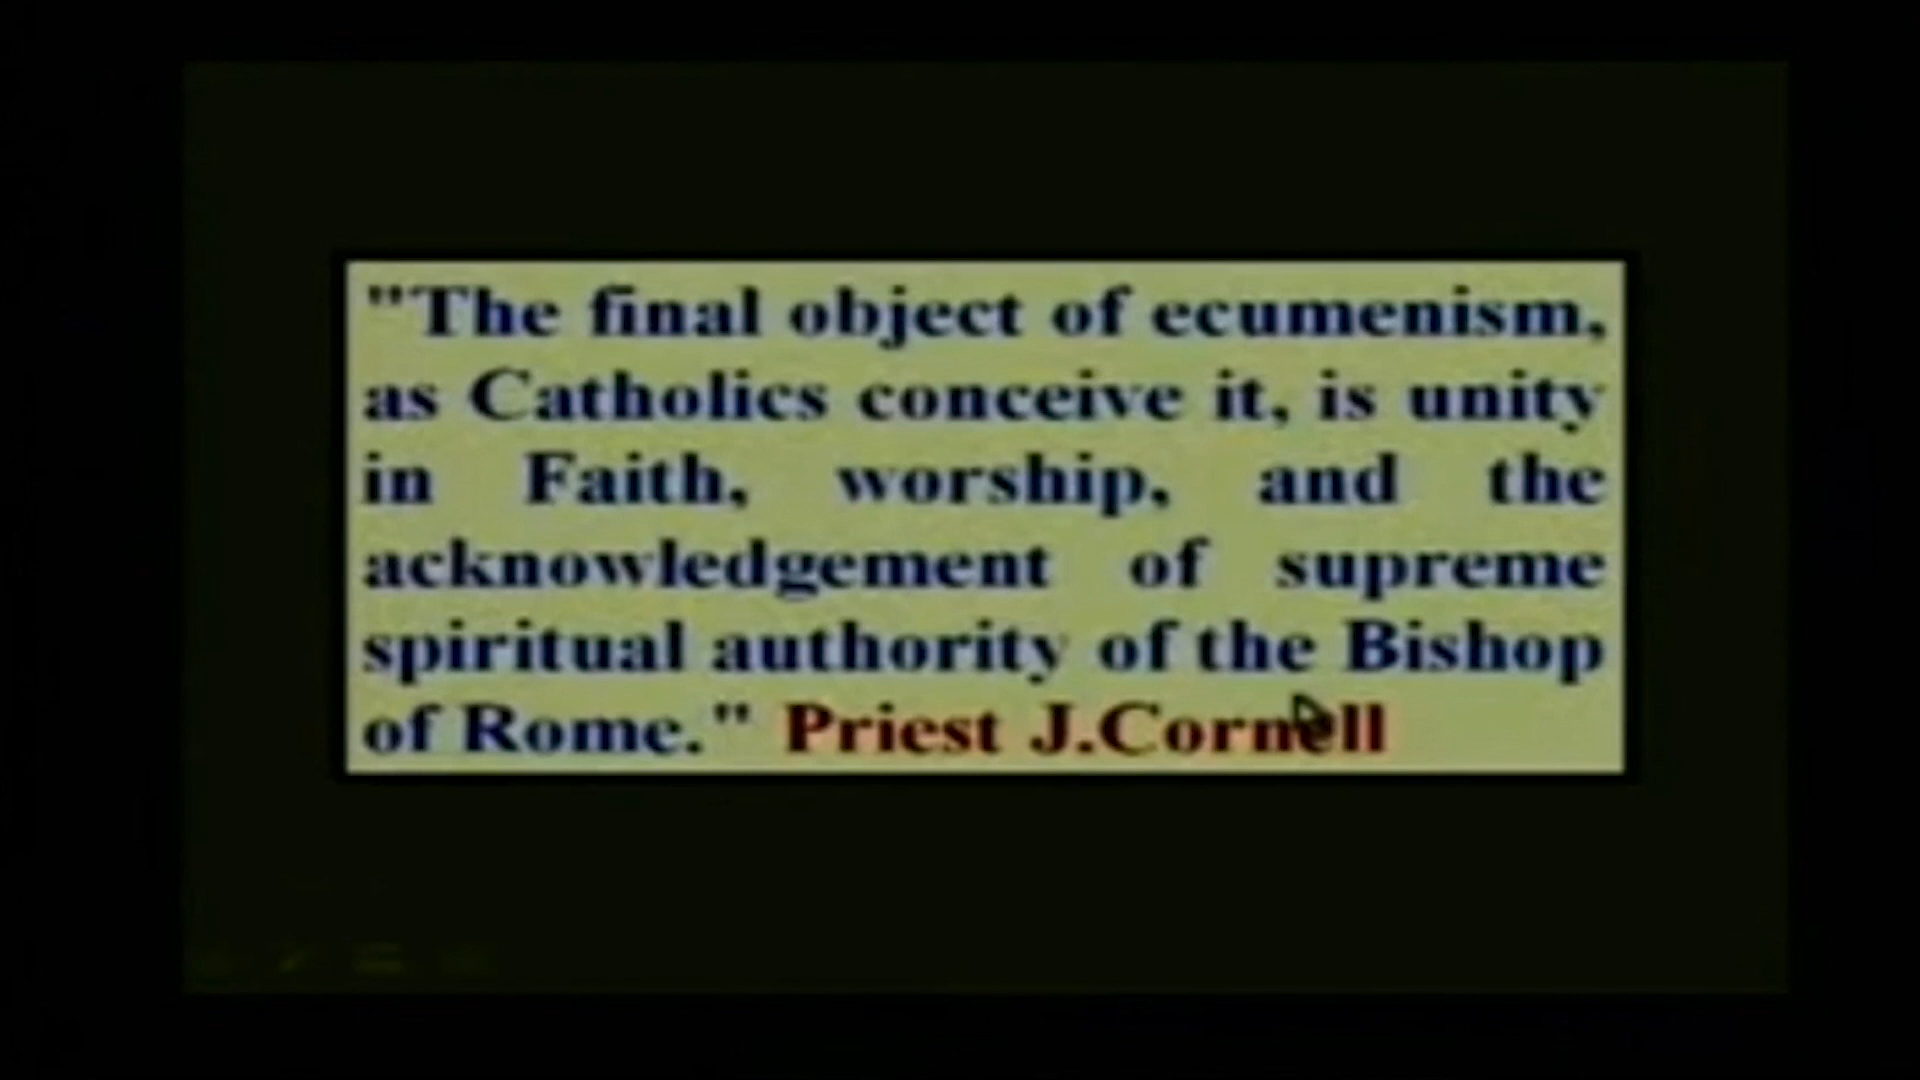 "The final object of ecumenism,
as Catholics conceive it, is unity
in Faith, worship, and the
acknowledgement of supreme
spiritual authority of the Bishop
of Rome." Priest J.Cornell